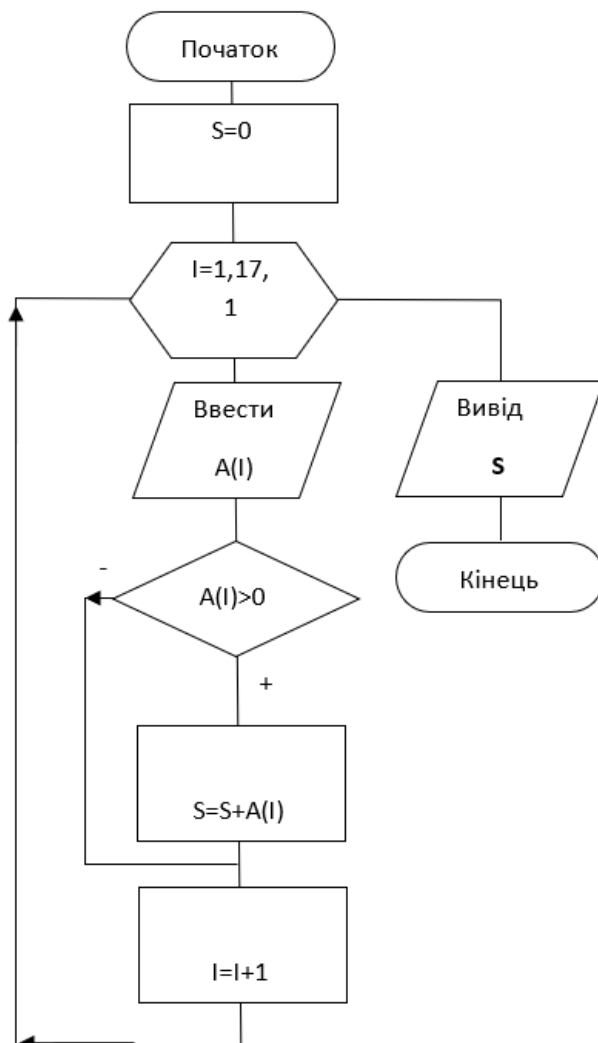 Початок
S=0
I=1,17,
1
Ввести
A(I)
Вивід
S
A(I)>0
-
Кінець
+
S=S+A(I)
I=I+1